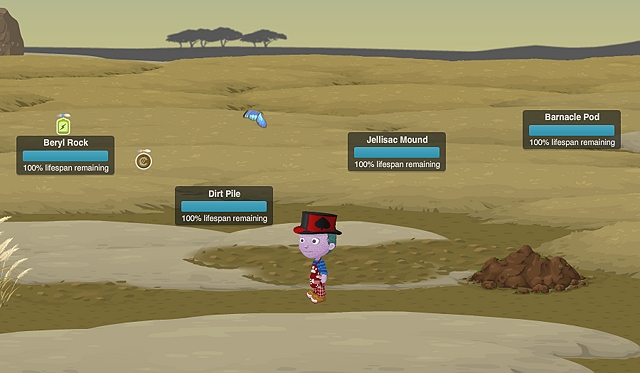 Beryl Rock
100% lifespan remaining
Dirt Pile
100% lifespan remaining
Jellisac Mound
100% lifespan remaining
Barnacle Pod
100% lifespan remaining